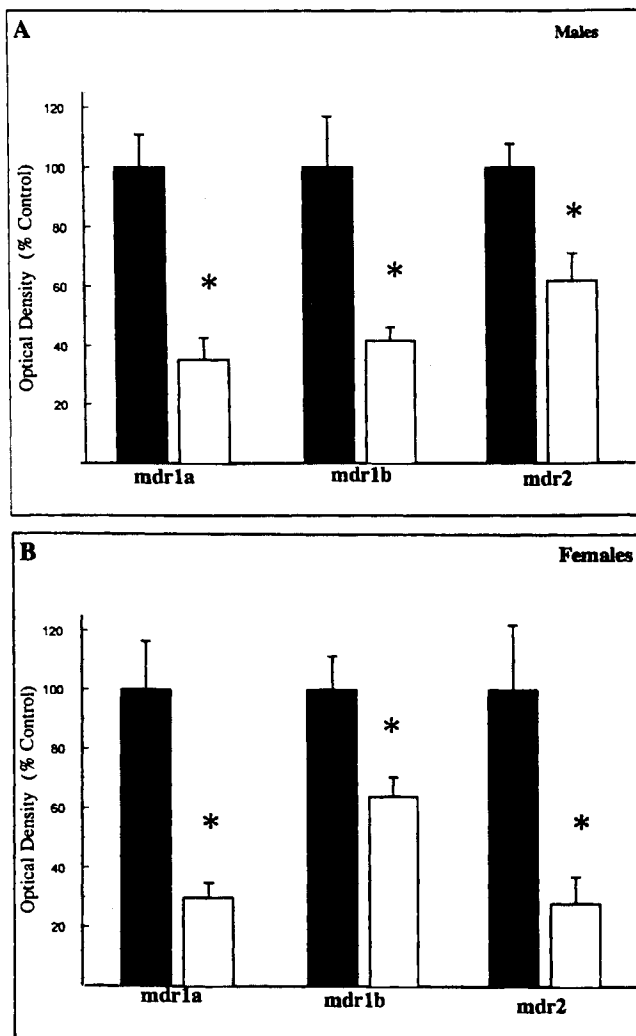 A
Males
Optical Density (% Control)
120
100
80
60
40
20
*
*
*
mdr1a
mdr1b
mdr2
B
Females
Optical Density (% Control)
120
100
80
60
40
20
*
*
*
mdr1a
mdr1b
mdr2